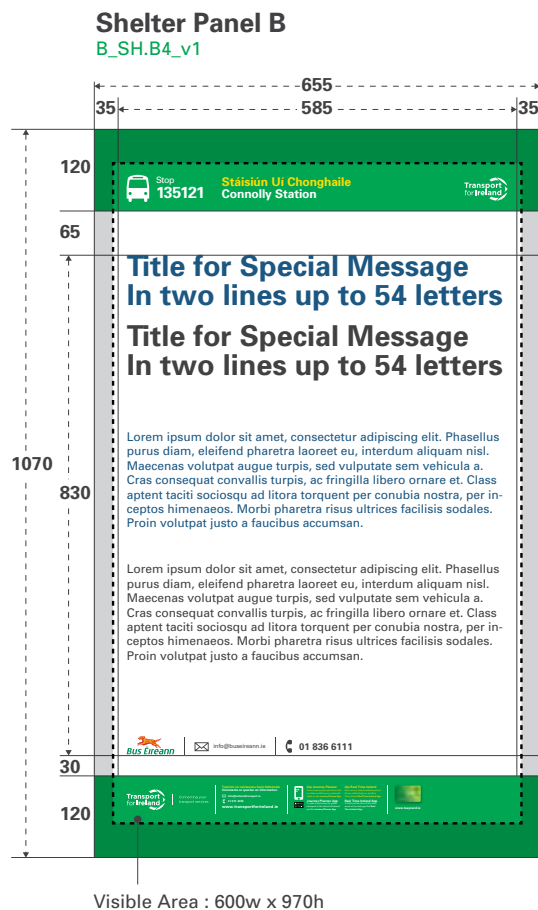 Shelter Panel B
B_SH.B4_v1
655
35 585 35
120
Stop
135121
Stáisiún Uí Chonghaile
Connolly Station
Transport
for Ireland
65
Title for Special Message
In two lines up to 54 letters
Title for Special Message
In two lines up to 54 letters
Lorem ipsum dolor sit amet, consectetur adipiscing elit. Phasellus
purus diam, eleifend pharetra laoreet eu, interdum aliquam nisl.
Maecenas volutpat augue turpis, sed vulputate sem vehicula a.
Cras consequat convallis turpis, ac fringilla libero ornare et. Class
aptent taciti sociosqu ad litora torquent per conubia nostra, per in-
ceptos himenaeos. Morbi pharetra risus ultrices facilisis sodales.
Proin volutpat justo a faucibus accumsan.
1070
830
Lorem ipsum dolor sit amet, consectetur adipiscing elit. Phasellus
purus diam, eleifend pharetra laoreet eu, interdum aliquam nisl.
Maecenas volutpat augue turpis, sed vulputate sem vehicula a.
Cras consequat convallis turpis, ac fringilla libero ornare et. Class
aptent taciti sociosqu ad litora torquent per conubia nostra, per in-
ceptos himenaeos. Morbi pharetra risus ultrices facilisis sodales.
Proin volutpat justo a faucibus accumsan.
Bus Éireann
info@buseireann.ie
01 836 6111
30
120
Transport
for Ireland
Connecting your
transport services
www.transportforireland.ie
Visible Area : 600w x 970h